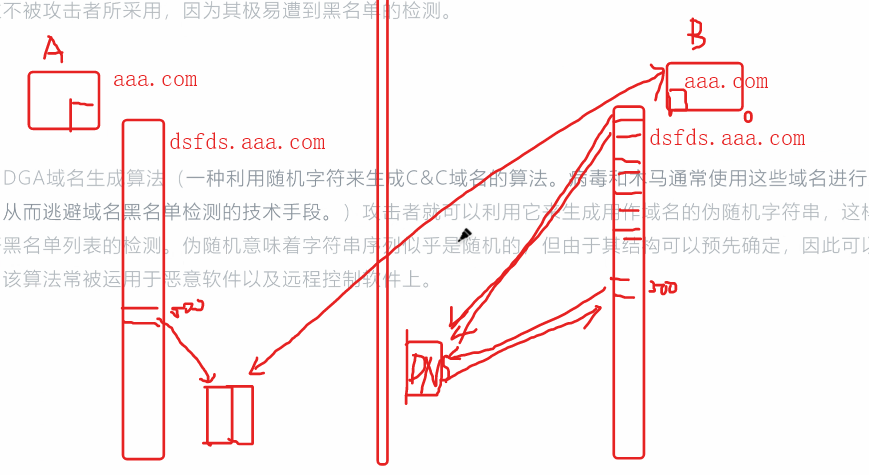 不被攻击者所采用，因为其极易遭到黑名单的检测。
A
B
aaa.com
aaa.com
dsfds.aaa.com
dsfds.aaa.com
DGA域名生成算法（一种利用随机字符来生成C&C域名的算法。病毒和木马通常使用这些域名进行
从而逃避域名黑名单检测的技术手段。）攻击者就可以利用它来生成用作域名的伪随机字符串，这样
黑名单列表的检测。伪随机意味着字符串序列似乎是随机的，但由于其结构可以预先确定，因此可以
该算法常被运用于恶意软件以及远程控制软件上。